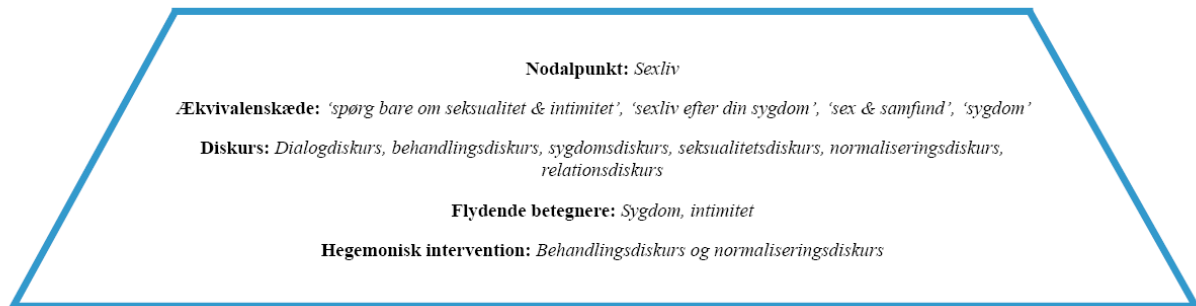 Nodalpunkt: Sexliv
Ækvivalenskæde: ‘spørg bare om seksualitet & intimitet’, ‘sexliv efter din sygdom’, ‘sex & samfund’, ‘sygdom’
Diskurs: Dialogdiskurs, behandlingsdiskurs, sygdomsdiskurs, seksualitetsdiskurs, normaliseringsdiskurs,
relationsdiskurs
Flydende betegnere: Sygdom, intimitet
Hegemonisk intervention: Behandlingsdiskurs og normaliseringsdiskurs